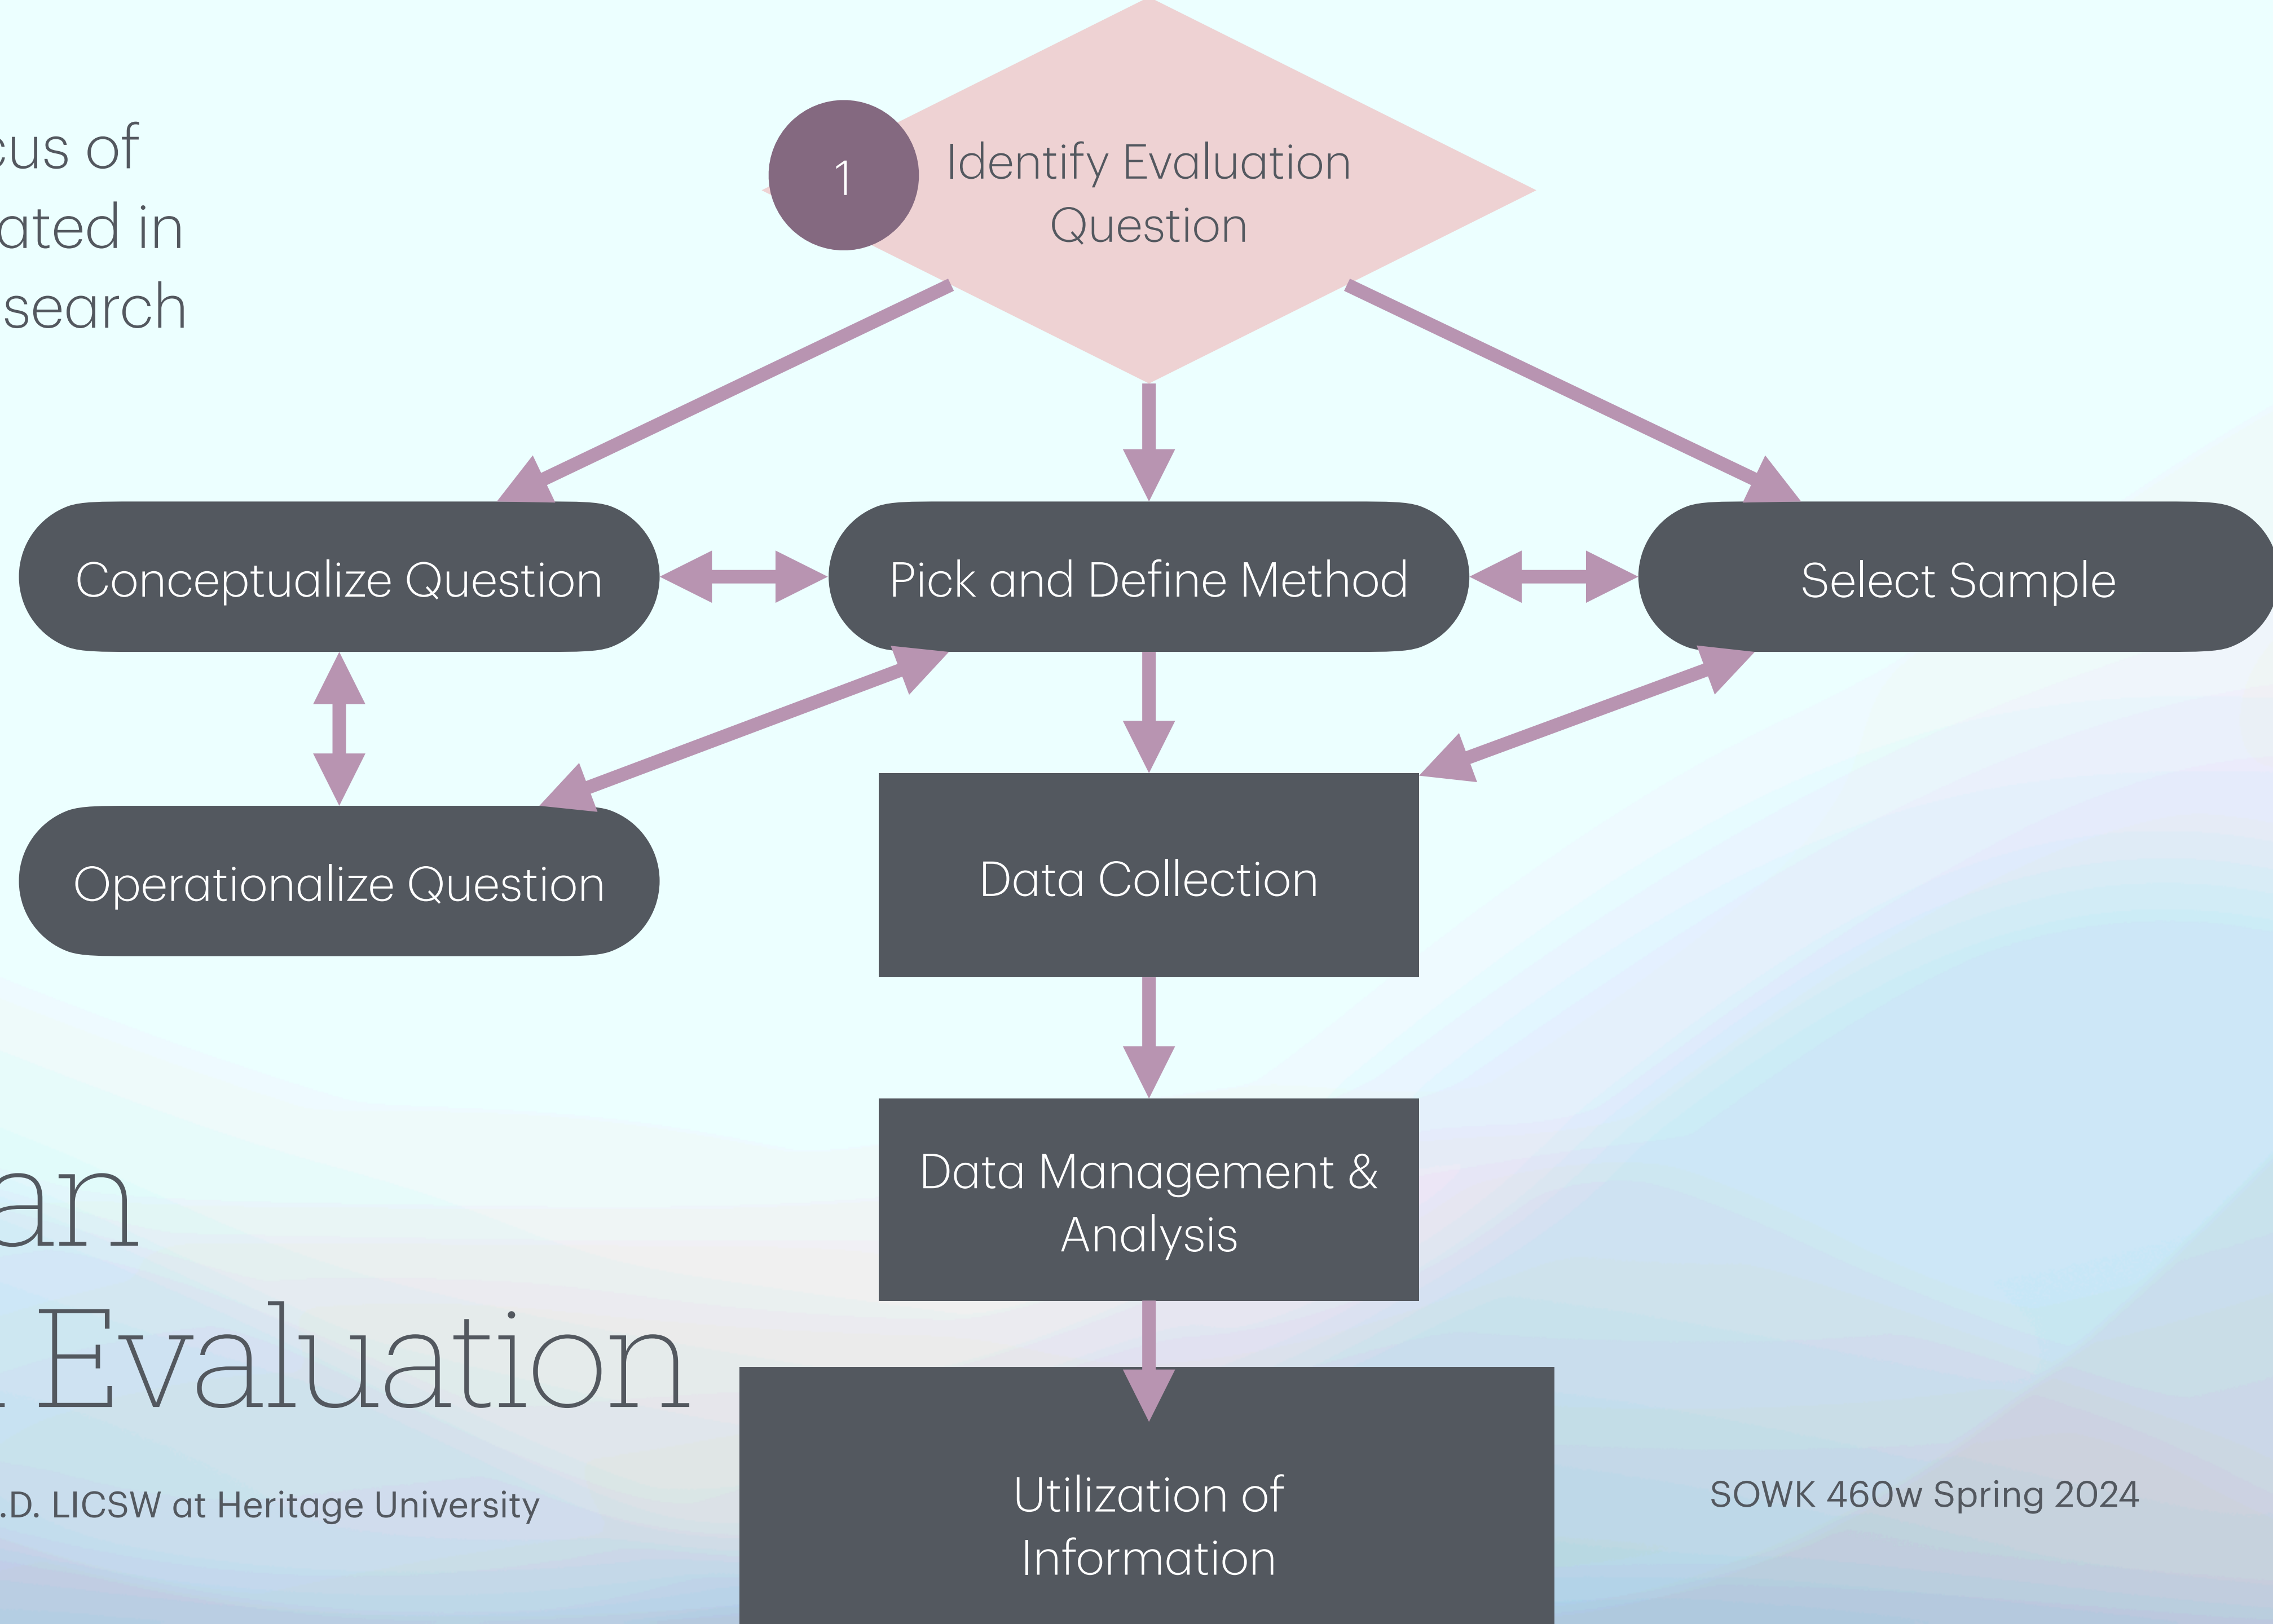 cus of
ated in
search
1
Identify Evaluation
Question
Conceptualize Question
Pick and Define Method
Select Sample
Operationalize Question
Data Collection
Data Management &
Analysis
an
Evaluation
.D. LICSW at Heritage University
Utilization of
Information
SOWK 460w Spring 2024